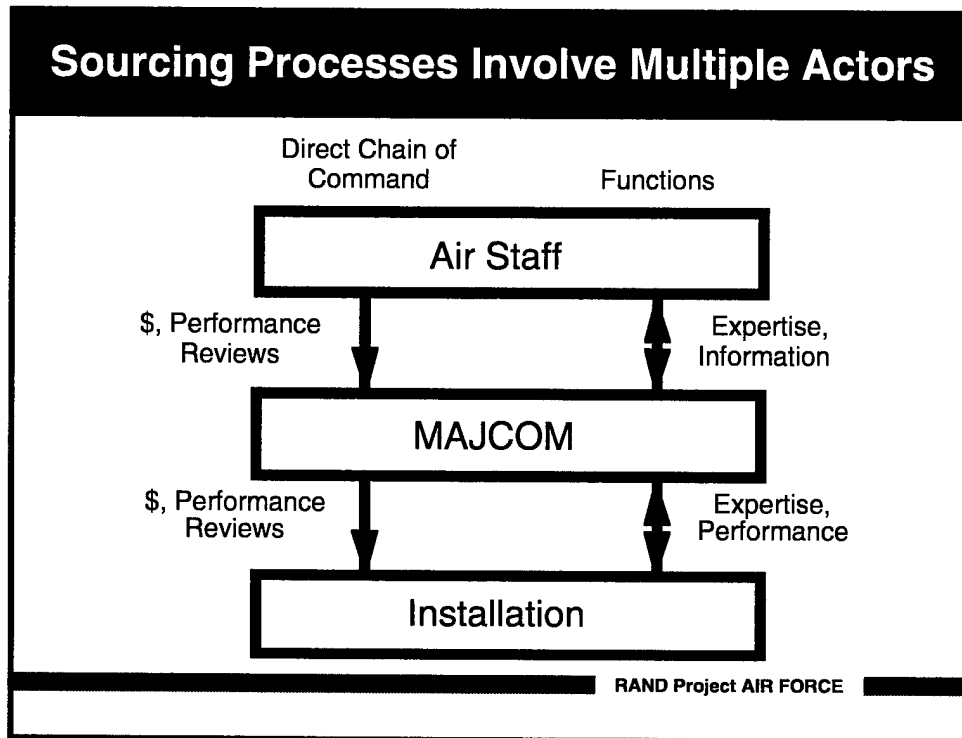 Sourcing Processes Involve Multiple Actors
Direct Chain of
Command
Functions
Air Staff
$, Performance
Reviews
Expertise,
Information
MAJCOM
$, Performance
Reviews
Expertise,
Performance
Installation
RAND Project AIR FORCE